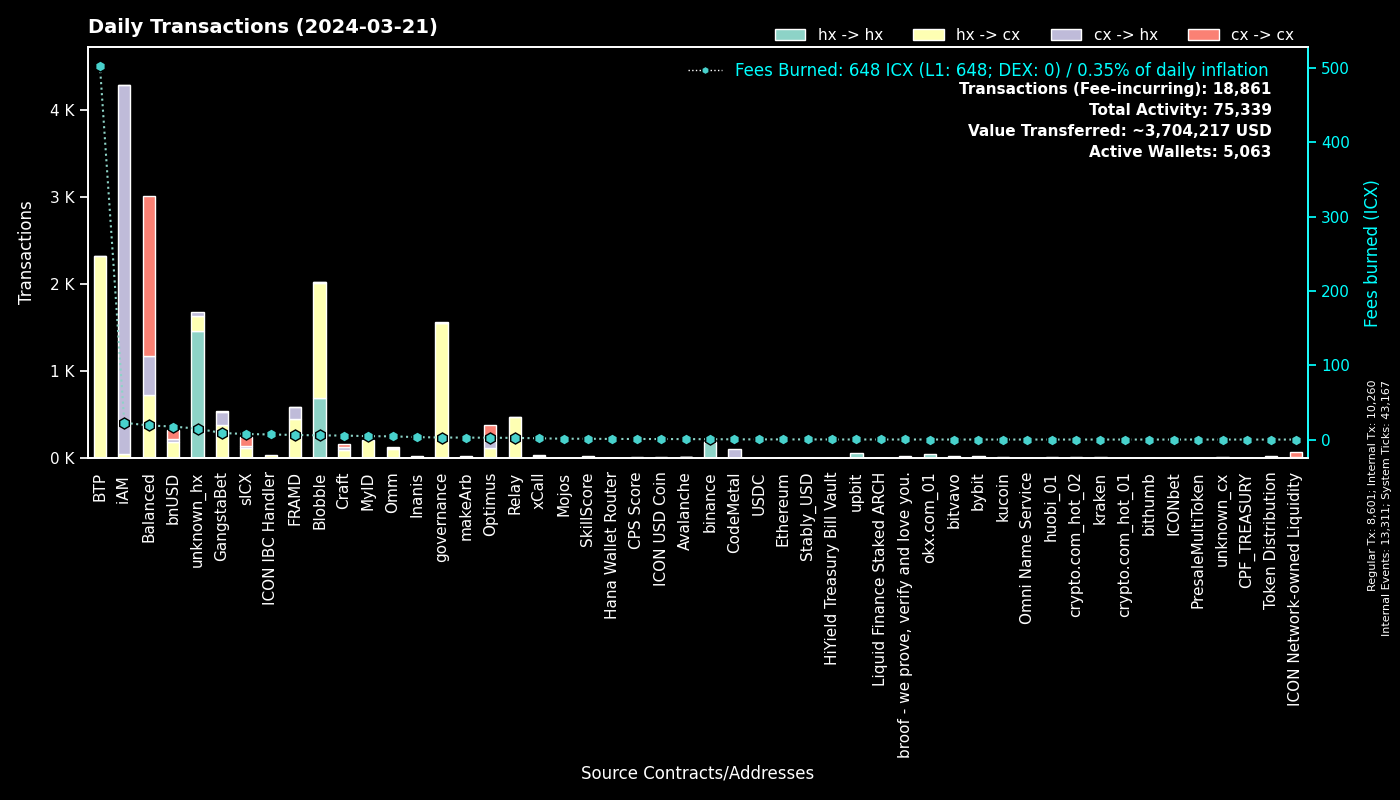 Daily Transactions (2024-03-21)
hx -> hx
hx -> cx
cx -> hx
cx -> cx
Fees Burned: 648 ICX (L1: 648; DEX: 0) / 0.35% of daily inflation
Transactions (Fee-incurring): 18,861
Total Activity: 75,339
Value Transferred: ~3,704,217 USD
Active Wallets: 5,063
Transactions
4 K
3 K
2 K
1 K
0 K
500
400
300
200
100
0
Fees burned (ICX)
Regular Tx: 8,601; Internal Tx: 10,260
Internal Events: 13,311; System Ticks: 43,167
BTP
iAM
Balanced
bnUSD
unknown_hx
GangstaBet
sICX
ICON IBC Handler
FRAMD
Blobble
Craft
MyID
Omm
Inanis
governance
makeArb
Optimus
Relay
xCall
Mojos
SkillScore
Hana Wallet Router
CPS Score
ICON USD Coin
Avalanche
binance
CodeMetal
USDC
Ethereum
Stably_USD
HiYield Treasury Bill Vault
upbit
Liquid Finance Staked ARCH
broof - we prove, verify and love you.
okx.com_01
bitvavo
bybit
kucoin
Omni Name Service
huobi_01
crypto.com_hot_02
kraken
crypto.com_hot_01
bithumb
ICONbet
PresaleMultiToken
unknown_cx
CPF_TREASURY
Token Distribution
ICON Network-owned Liquidity
Source Contracts/Addresses